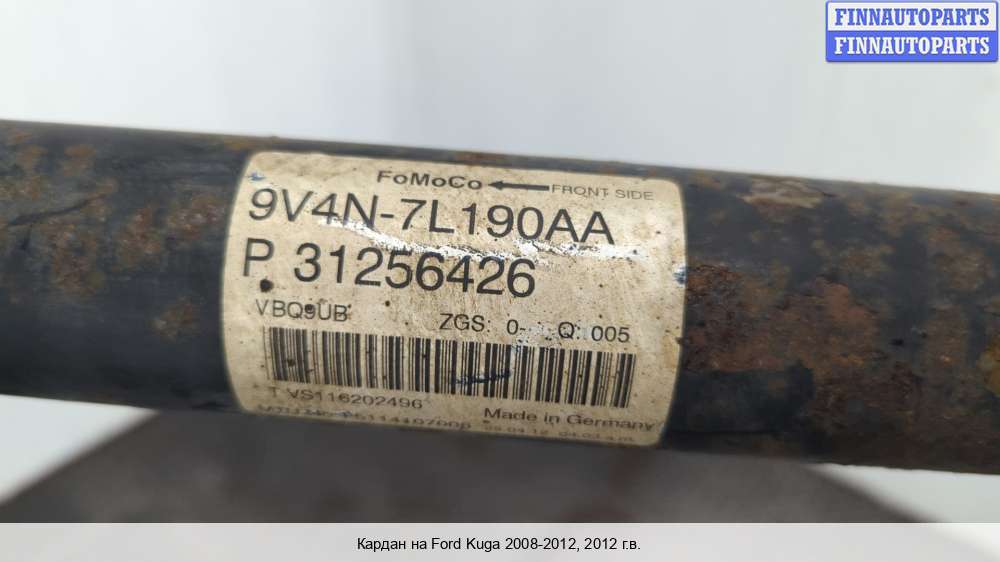 FINNAUTOPARTS
FINNAUTOPARTS
FoMoCo FRONT SIDE
9V4N-7L190AA
P 31256426
VBQ9UB ZGS: 0- Q: 005
T VS116202496
Made in Germany
Кардан на Ford Kuga 2008-2012, 2012 г.в.